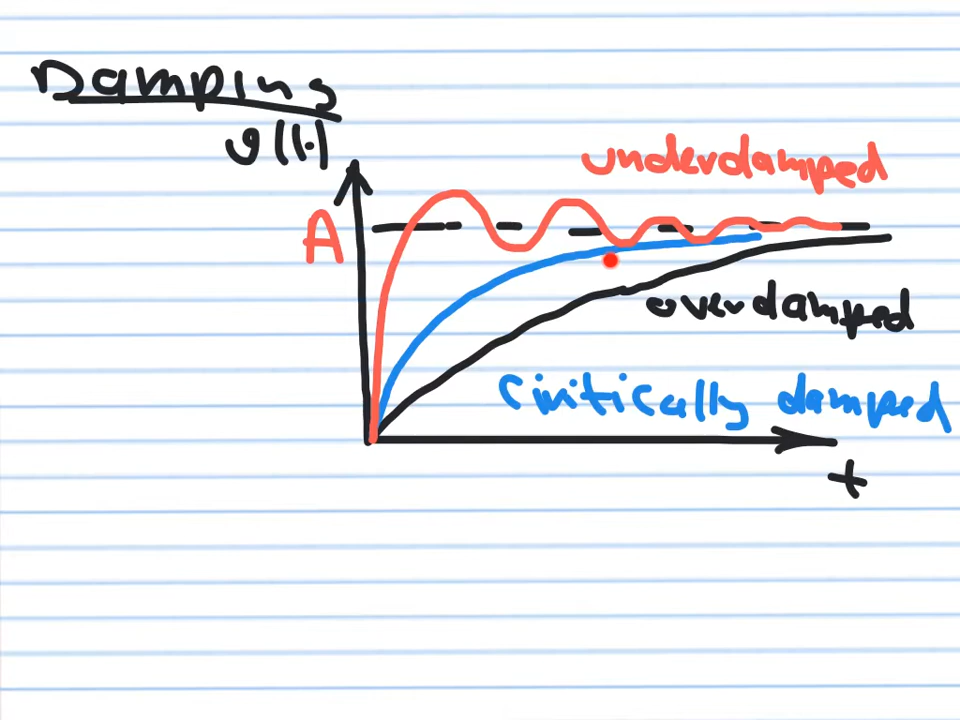 Damping
y(t)
underdamped
A
overdamped
critically damped
t